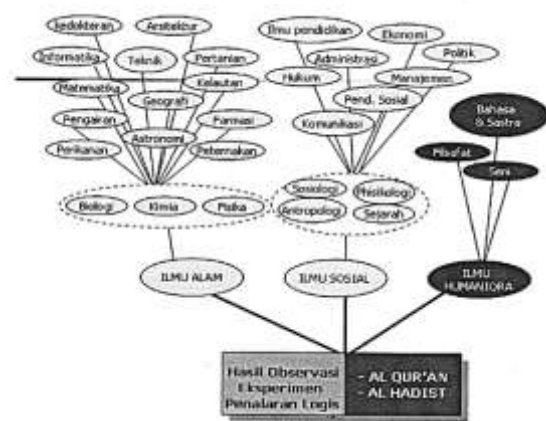 Kedokteran
Arsitektur
Informatika
Teknik
Pertanian
Matematika
Kelautan
Geografi
Pengairan
Farmasi
Astronomi
Perikanan
Peternakan
Ilmu pendidikan
Ekonomi
Administrasi
Politik
Hukum
Manajemen
Pend. Sosial
Komunikasi
Bahasa
& Sastra
Filsofat
Seni
Biologi
Kimia
Fisika
Sosiologi
Phisikologi
Antropologi
Sejarah
ILMU ALAM
ILMU SOSIAL
ILMU
HUMANIORA
Hasil Observasi
Eksperimen
Penalaran Logis
- AL QUR'AN
- AL HADIST